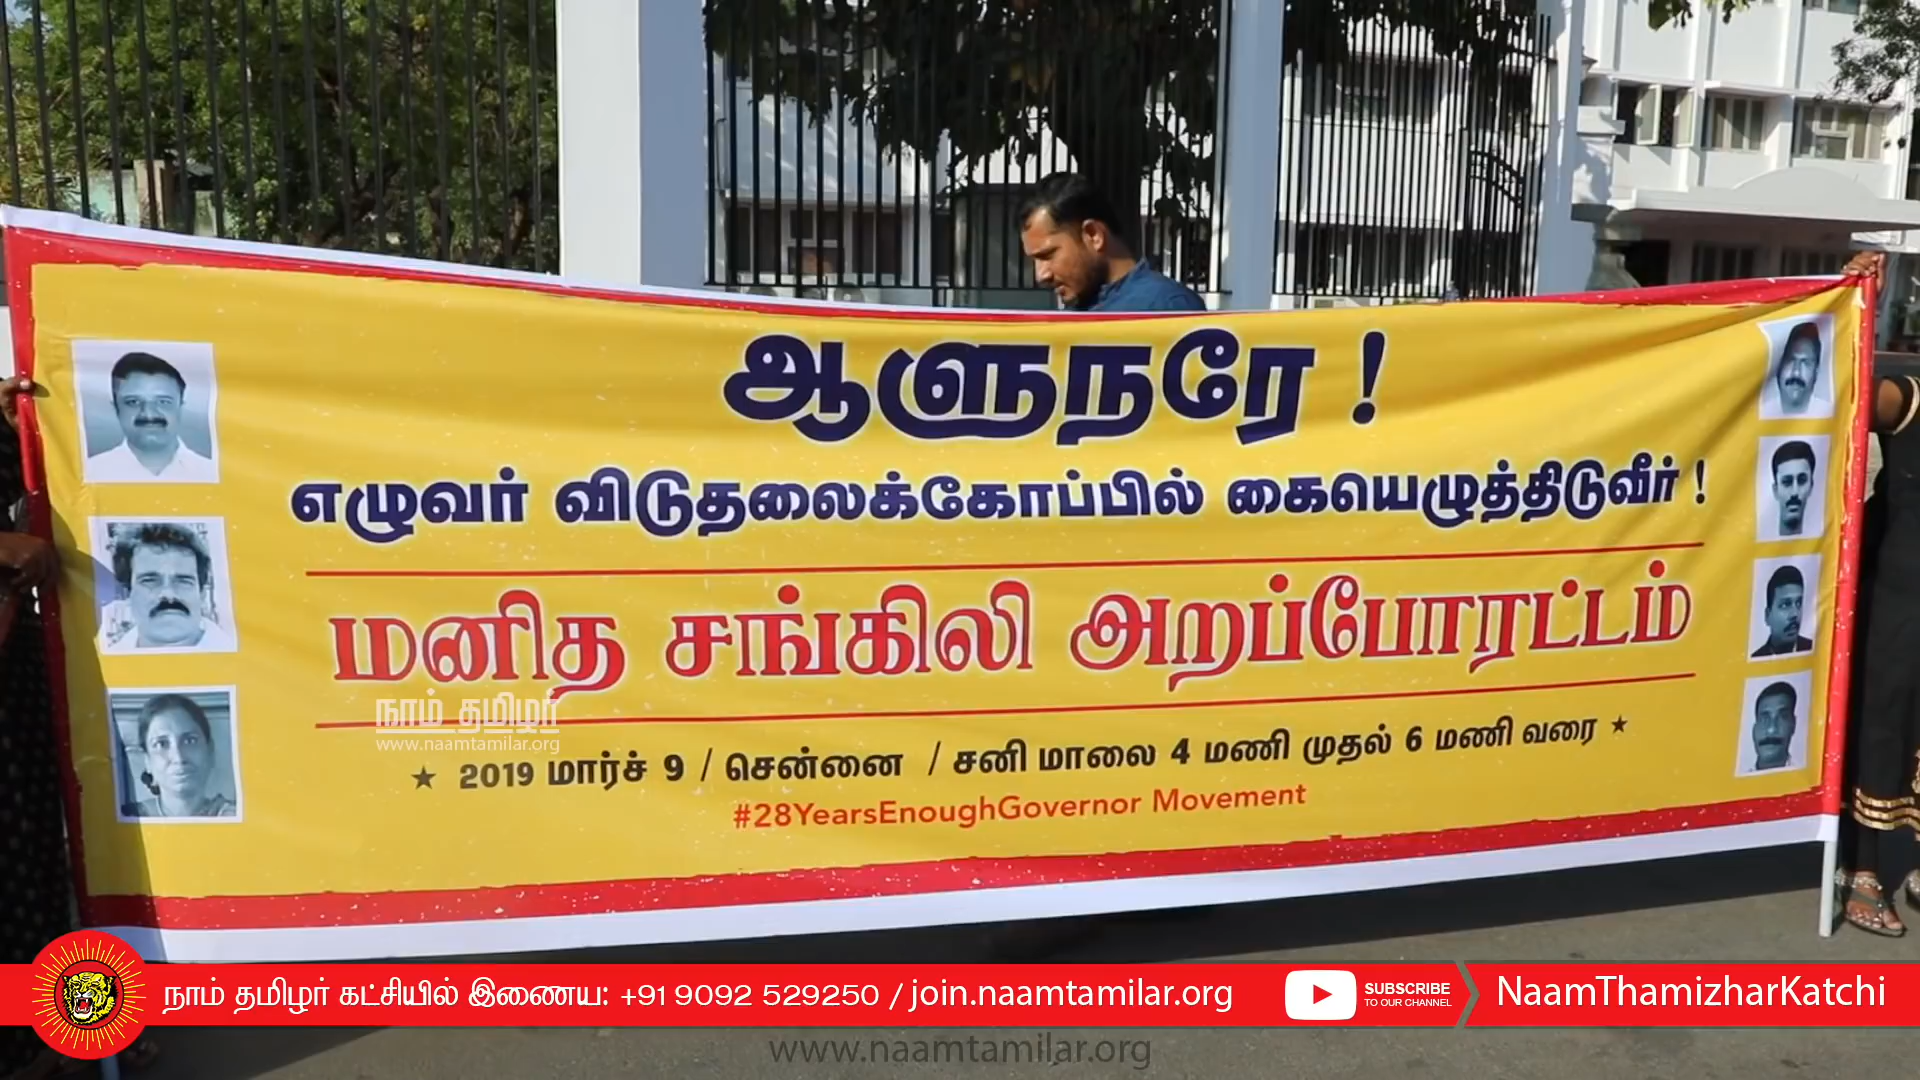 ஆளுநரே !
எழுவர் விடுதலைக்கோப்பில் கையெழுத்திடுவீர் !
மனித சங்கிலி அறப்போரட்டம்
நாம் தமிழர்
www.naamtamilar.org
★ 2019 மார்ச் 9 / சென்னை / சனி மாலை 4 மணி முதல் 6 மணி வரை ★
#28YearsEnoughGovernor Movement
நாம் தமிழர் கட்சியில் இணைய: +91 9092 529250 / join.naamtamilar.org
SUBSCRIBE
TO OUR CHANNEL
NaamThamizharKatchi
www.naamtamilar.org